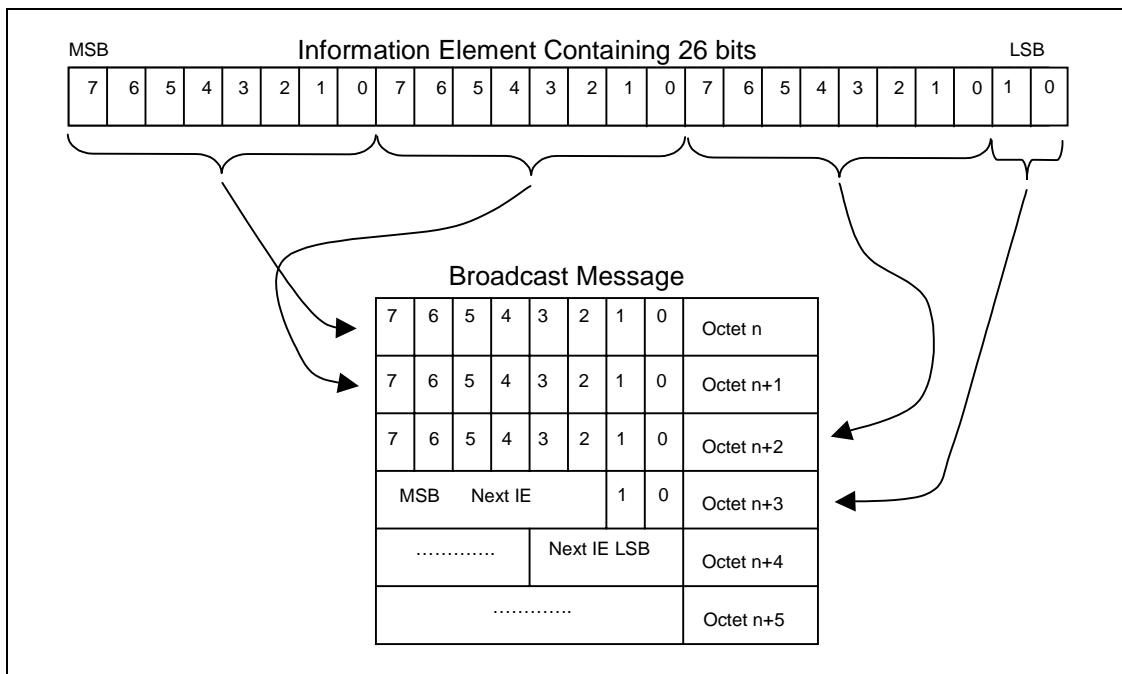 MSB Information Element Containing 26 bits LSB
7 6 5 4 3 2 1 0 7 6 5 4 3 2 1 0 7 6 5 4 3 2 1 0 1 0
Broadcast Message
7 6 5 4 3 2 1 0 Octet n
7 6 5 4 3 2 1 0 Octet n+1
7 6 5 4 3 2 1 0 Octet n+2
MSB Next IE 1 0 Octet n+3
…………. Next IE LSB Octet n+4
…………. Octet n+5